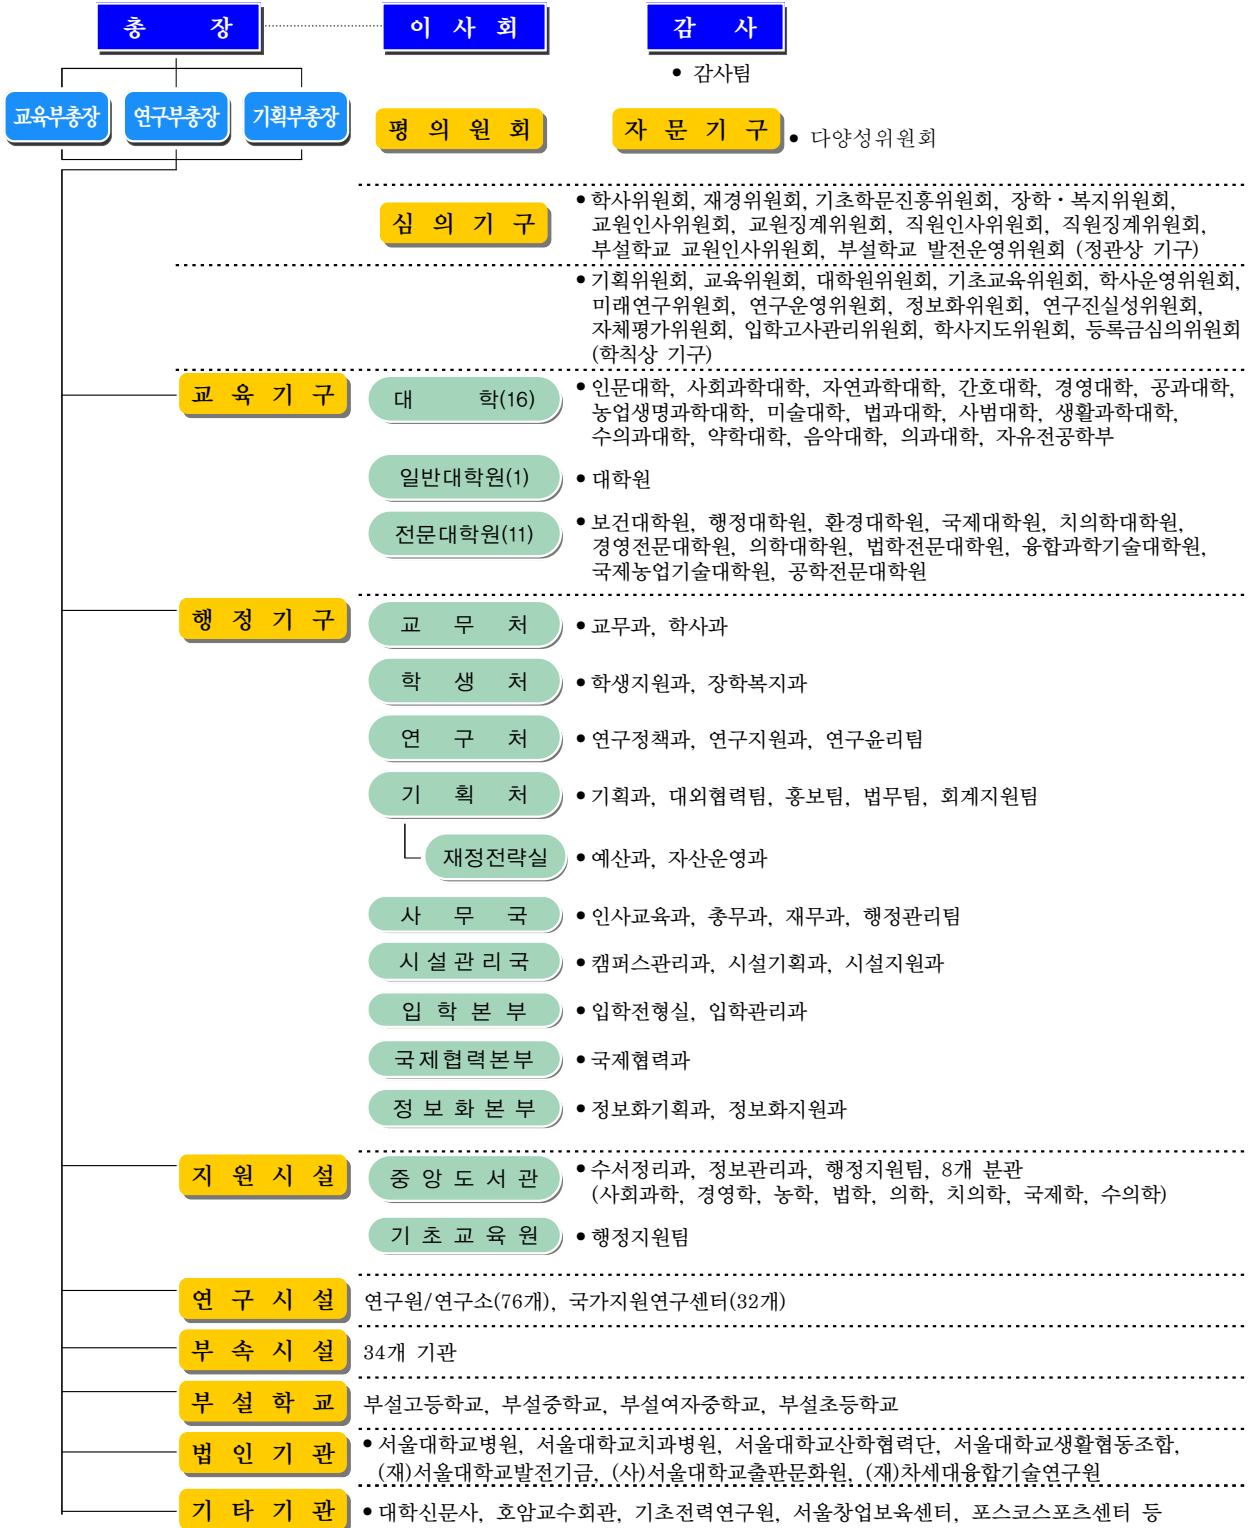 총 장
이 사 회
감 사
• 감사팀
교육부총장
연구부총장
기획부총장
평 의 원 회
자 문 기 구
• 다양성위원회
심 의 기 구
• 학사위원회, 재경위원회, 기초학문진흥위원회, 장학·복지위원회,
교원인사위원회, 교원징계위원회, 직원인사위원회, 직원징계위원회,
부설학교 교원인사위원회, 부설학교 발전운영위원회 (정관상 기구)
• 기획위원회, 교육위원회, 대학원위원회, 기초교육위원회, 학사운영위원회,
미래연구위원회, 연구운영위원회, 정보화위원회, 연구진실성위원회,
자체평가위원회, 입학고사관리위원회, 학사지도위원회, 등록금심의위원회
(학칙상 기구)
교 육 기 구
대 학(16)
• 인문대학, 사회과학대학, 자연과학대학, 간호대학, 경영대학, 공과대학,
농업생명과학대학, 미술대학, 법과대학, 사범대학, 생활과학대학,
수의과대학, 약학대학, 음악대학, 의과대학, 자유전공학부
일반대학원(1)
• 대학원
전문대학원(11)
• 보건대학원, 행정대학원, 환경대학원, 국제대학원, 치의학대학원,
경영전문대학원, 의학대학원, 법학전문대학원, 융합과학기술대학원,
국제농업기술대학원, 공학전문대학원
행 정 기 구
교 무 처
• 교무과, 학사과
학 생 처
• 학생지원과, 장학복지과
연 구 처
• 연구정책과, 연구지원과, 연구윤리팀
기 획 처
• 기획과, 대외협력팀, 홍보팀, 법무팀, 회계지원팀
재정전략실
• 예산과, 자산운영과
사 무 국
• 인사교육과, 총무과, 재무과, 행정관리팀
시 설 관 리 국
• 캠퍼스관리과, 시설기획과, 시설지원과
입 학 본 부
• 입학전형실, 입학관리과
국제협력본부
• 국제협력과
정 보 화 본 부
• 정보화기획과, 정보화지원과
지 원 시 설
중 앙 도 서 관
• 수서정리과, 정보관리과, 행정지원팀, 8개 분관
(사회과학, 경영학, 농학, 법학, 의학, 치의학, 국제학, 수의학)
기 초 교 육 원
• 행정지원팀
연 구 시 설
연구원/연구소(76개), 국가지원연구센터(32개)
부 속 시 설
34개 기관
부 설 학 교
부설고등학교, 부설중학교, 부설여자중학교, 부설초등학교
법 인 기 관
• 서울대학교병원, 서울대학교치과병원, 서울대학교산학협력단, 서울대학교생활협동조합,
(재)서울대학교발전기금, (사)서울대학교출판문화원, (재)차세대융합기술연구원
기 타 기 관
• 대학신문사, 호암교수회관, 기초전력연구원, 서울창업보육센터, 포스코스포츠센터 등